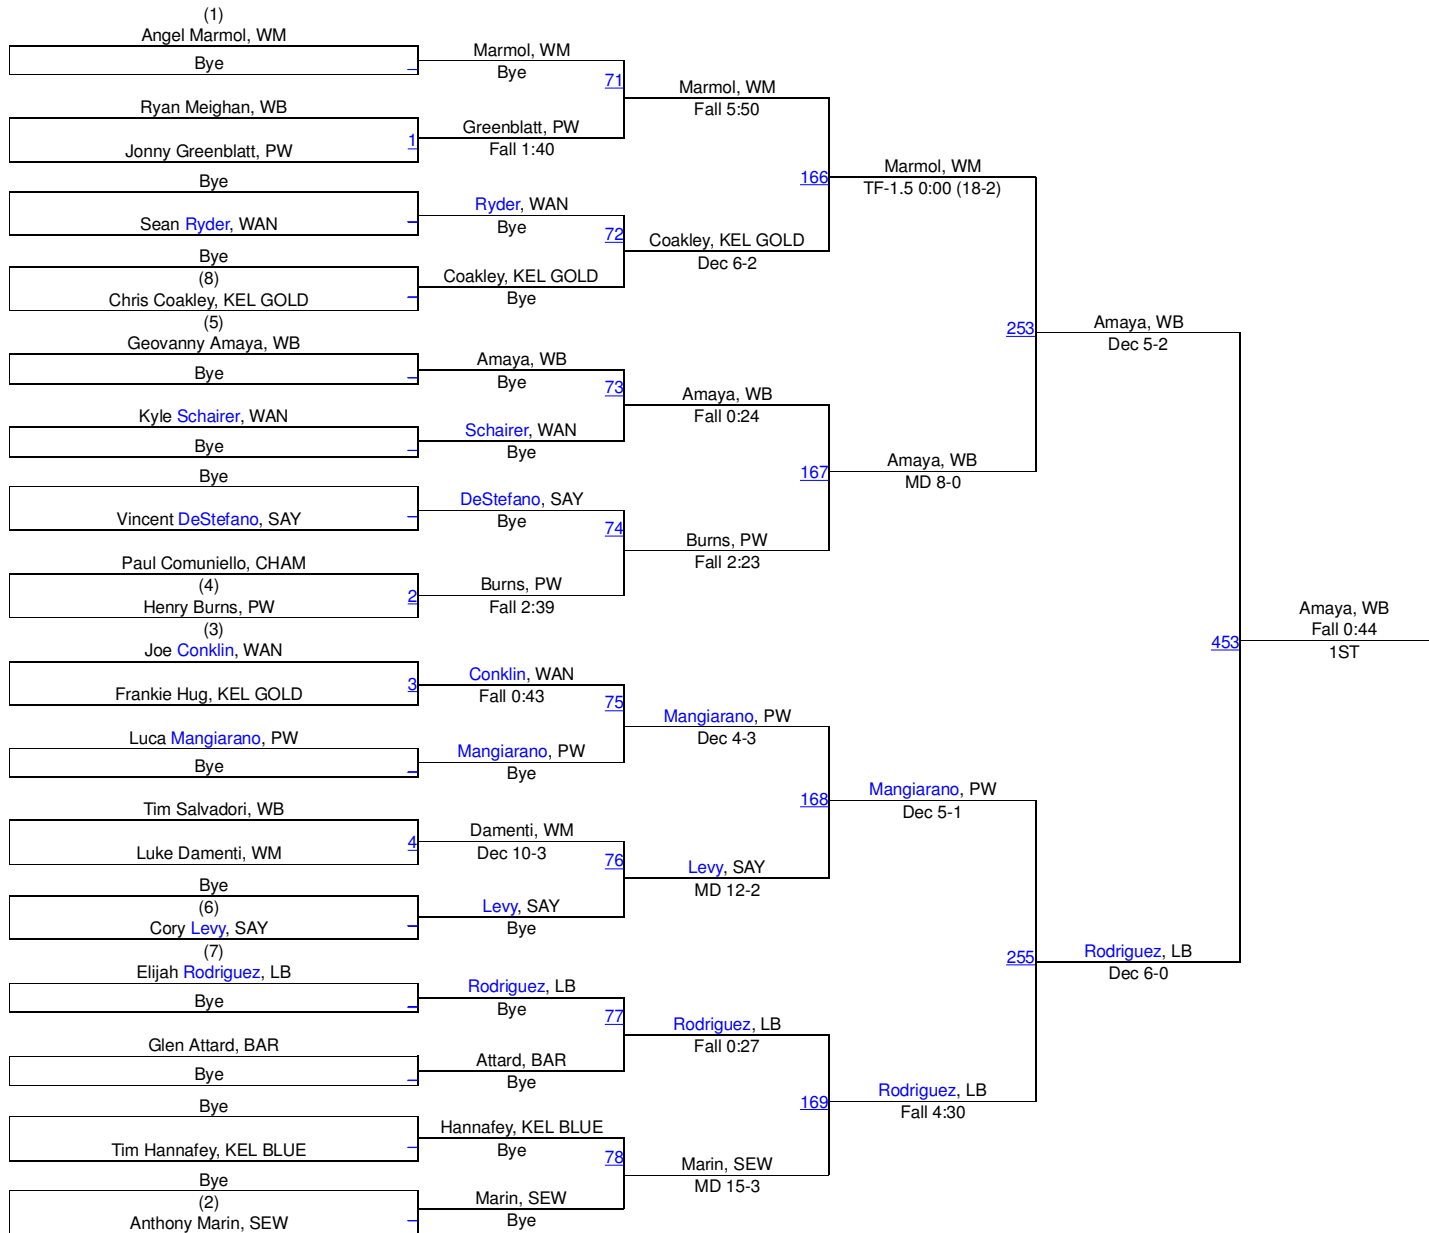 (1)
Angel Marmol, WM
Bye
Ryan Meighan, WB
1
Jonny Greenblatt, PW
Bye
Sean Ryder, WAN
Bye
(8)
Chris Coakley, KEL GOLD
(5)
Geovanny Amaya, WB
Bye
Kyle Schairer, WAN
Bye
Bye
Vincent DeStefano, SAY
Paul Comuniello, CHAM
(4)
2
Henry Burns, PW
(3)
Joe Conklin, WAN
3
Frankie Hug, KEL GOLD
Luca Mangiarano, PW
Bye
Tim Salvadori, WB
4
Luke Damenti, WM
Bye
(6)
Cory Levy, SAY
(7)
Elijah Rodriguez, LB
Bye
Glen Attard, BAR
Bye
Bye
Tim Hannafey, KEL BLUE
Bye
(2)
Anthony Marin, SEW
Marmol, WM
Bye
71
Greenblatt, PW
Fall 1:40
Ryder, WAN
Bye
72
Coakley, KEL GOLD
Bye
Amaya, WB
Bye
73
Schairer, WAN
Bye
DeStefano, SAY
Bye
74
Burns, PW
Fall 2:39
Conklin, WAN
Fall 0:43
75
Mangiarano, PW
Bye
Damenti, WM
Dec 10-3
76
Levy, SAY
Bye
Rodriguez, LB
Bye
77
Attard, BAR
Bye
Hannafey, KEL BLUE
Bye
78
Marin, SEW
Bye
Marmol, WM
Fall 5:50
166
Coakley, KEL GOLD
Dec 6-2
Amaya, WB
Fall 0:24
167
Burns, PW
Fall 2:23
Mangiarano, PW
Dec 4-3
168
Levy, SAY
MD 12-2
Rodriguez, LB
Fall 0:27
169
Marin, SEW
MD 15-3
Marmol, WM
TF-1.5 0:00 (18-2)
253
Amaya, WB
MD 8-0
Mangiarano, PW
Dec 5-1
255
Rodriguez, LB
Fall 4:30
Amaya, WB
Dec 5-2
453
Rodriguez, LB
Dec 6-0
Amaya, WB
Fall 0:44
1ST